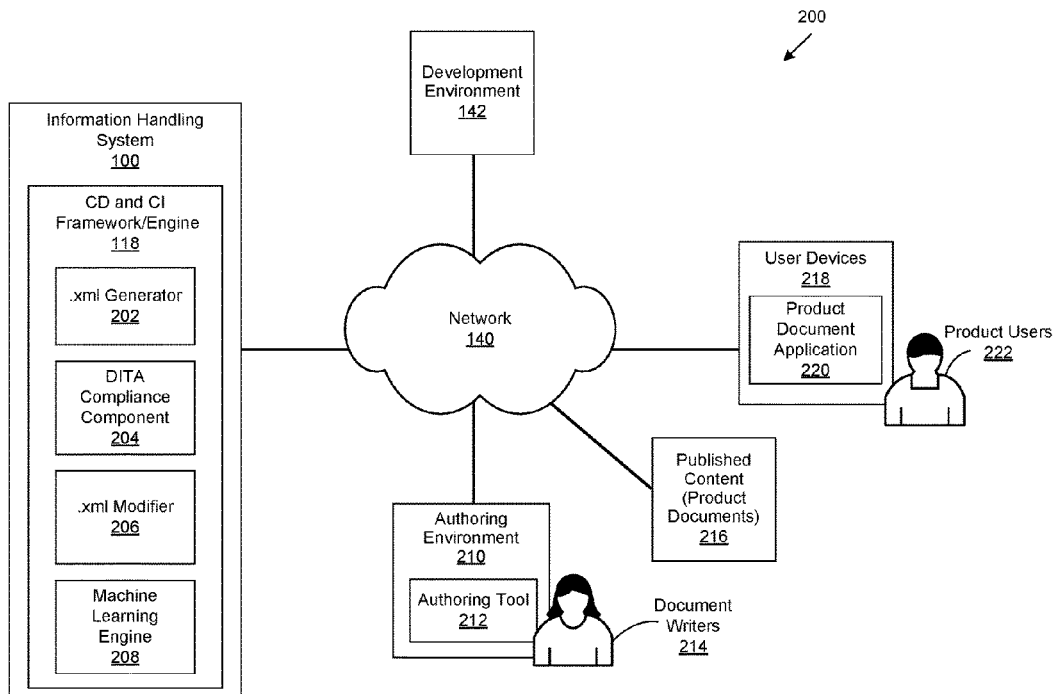 200
Development
Environment
142
Information Handling
System
100
CD and CI
Framework/Engine
118
.xml Generator
202
DITA
Compliance
Component
204
.xml Modifier
206
Machine
Learning
Engine
208
Network
140
User Devices
218
Product
Document
Application
220
Product Users
222
Published
Content
(Product
Documents)
216
Authoring
Environment
210
Authoring Tool
212
Document
Writers
214